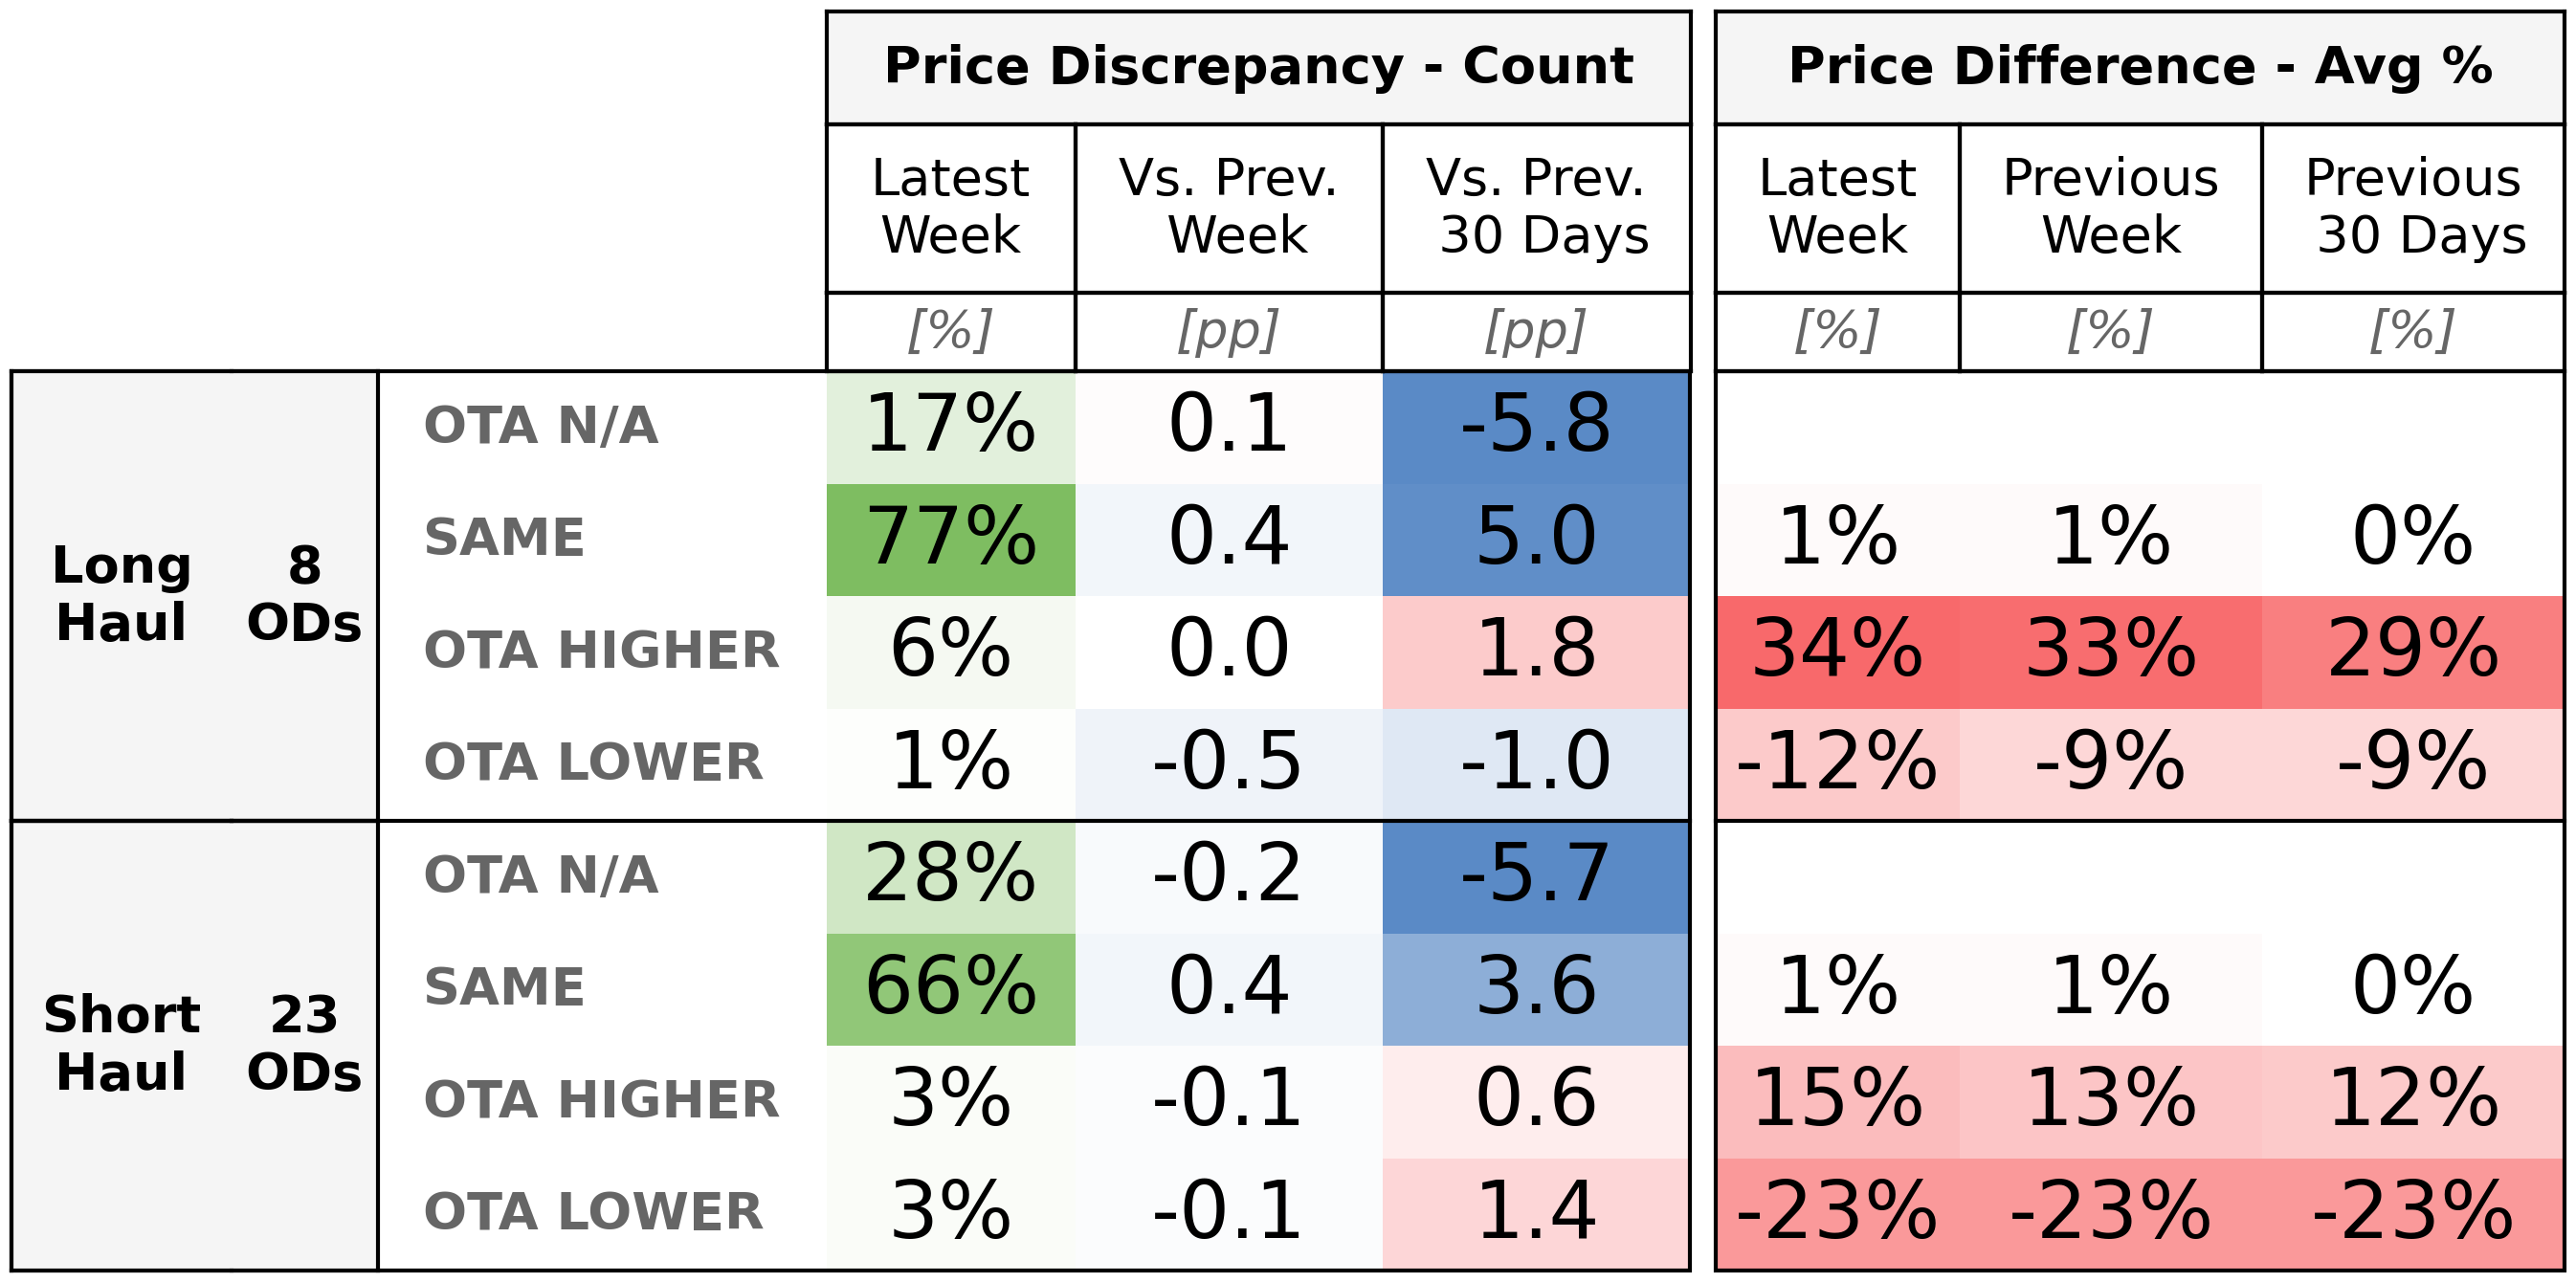 Price Discrepancy - Count Price Difference - Avg %
Latest Week Vs. Prev. Week Vs. Prev. 30 Days Latest Week Previous Week Previous 30 Days
[%] [pp] [pp] [%] [%] [%]
Long Haul 8 ODs
OTA N/A 17% 0.1 -5.8
SAME 77% 0.4 5.0 1% 1% 0%
OTA HIGHER 6% 0.0 1.8 34% 33% 29%
OTA LOWER 1% -0.5 -1.0 -12% -9% -9%
Short Haul 23 ODs
OTA N/A 28% -0.2 -5.7
SAME 66% 0.4 3.6 1% 1% 0%
OTA HIGHER 3% -0.1 0.6 15% 13% 12%
OTA LOWER 3% -0.1 1.4 -23% -23% -23%